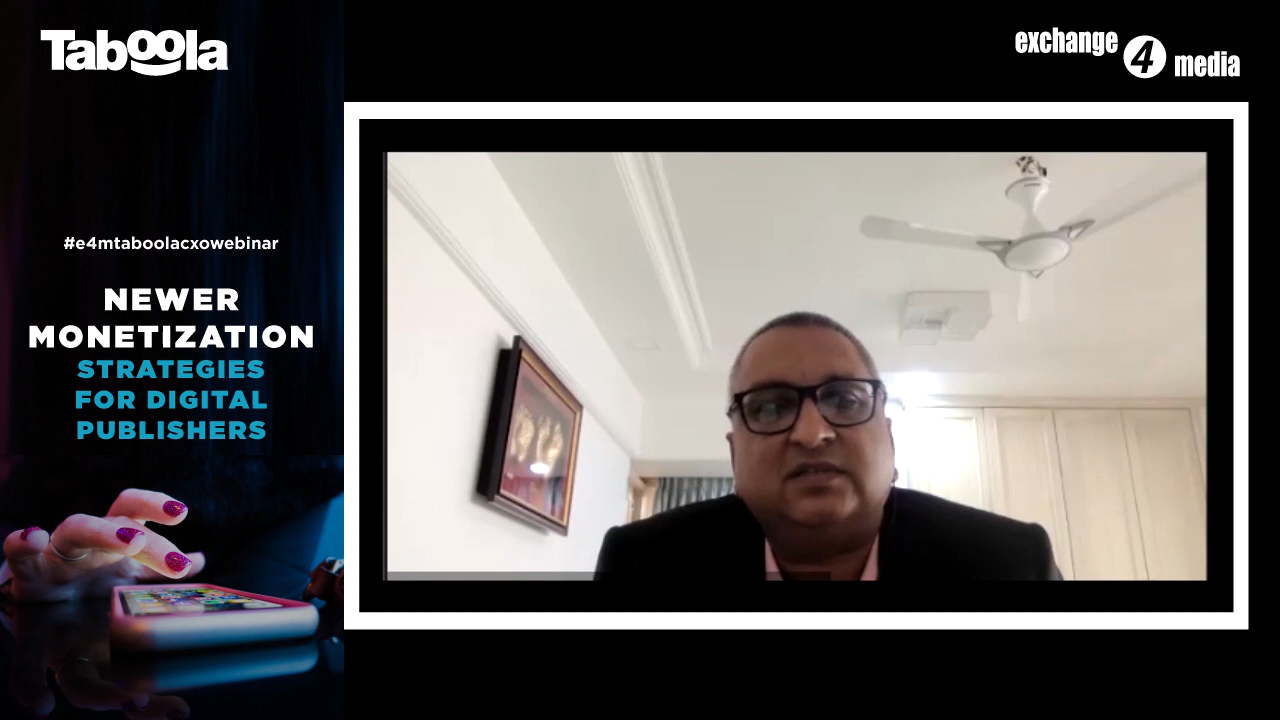 Taboola
exchange
4
media
#e4mtaboolacxowebinar
NEWER
MONETIZATION
STRATEGIES
FOR DIGITAL
PUBLISHERS